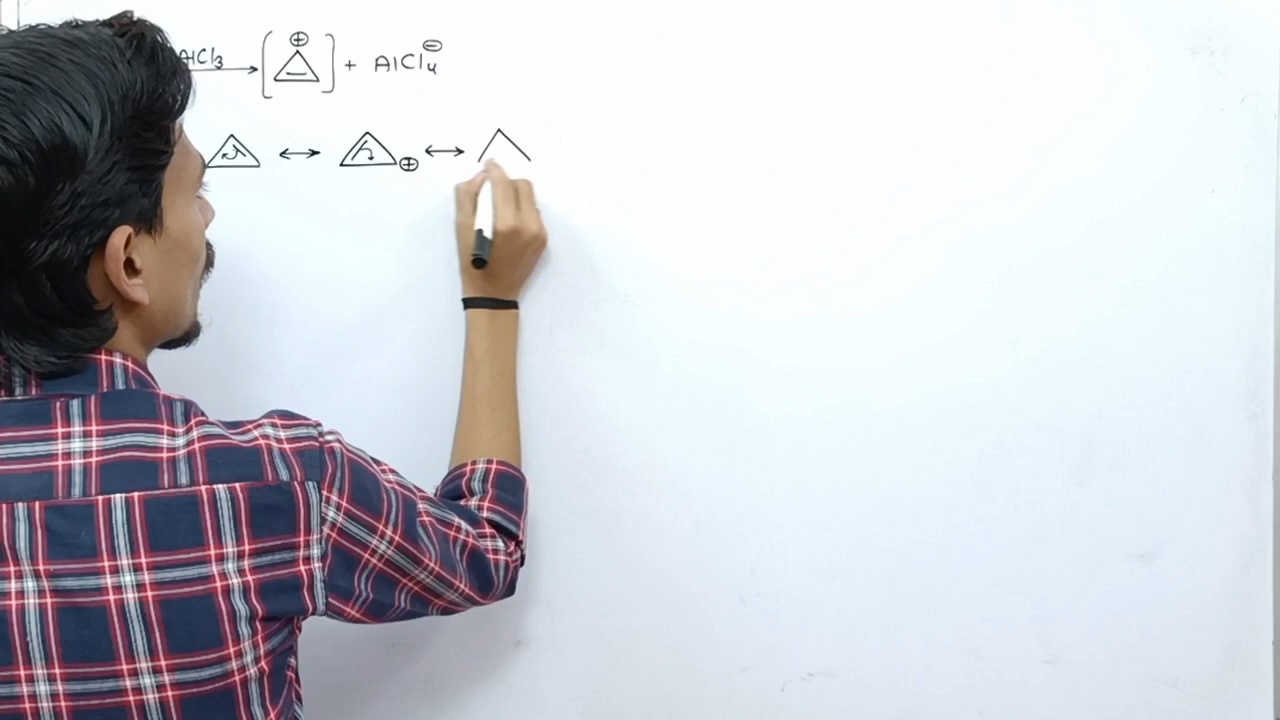 AlCl₃ ⟶ [⊕] + AlCl₄⊖
⟷ ⊕ ⟷